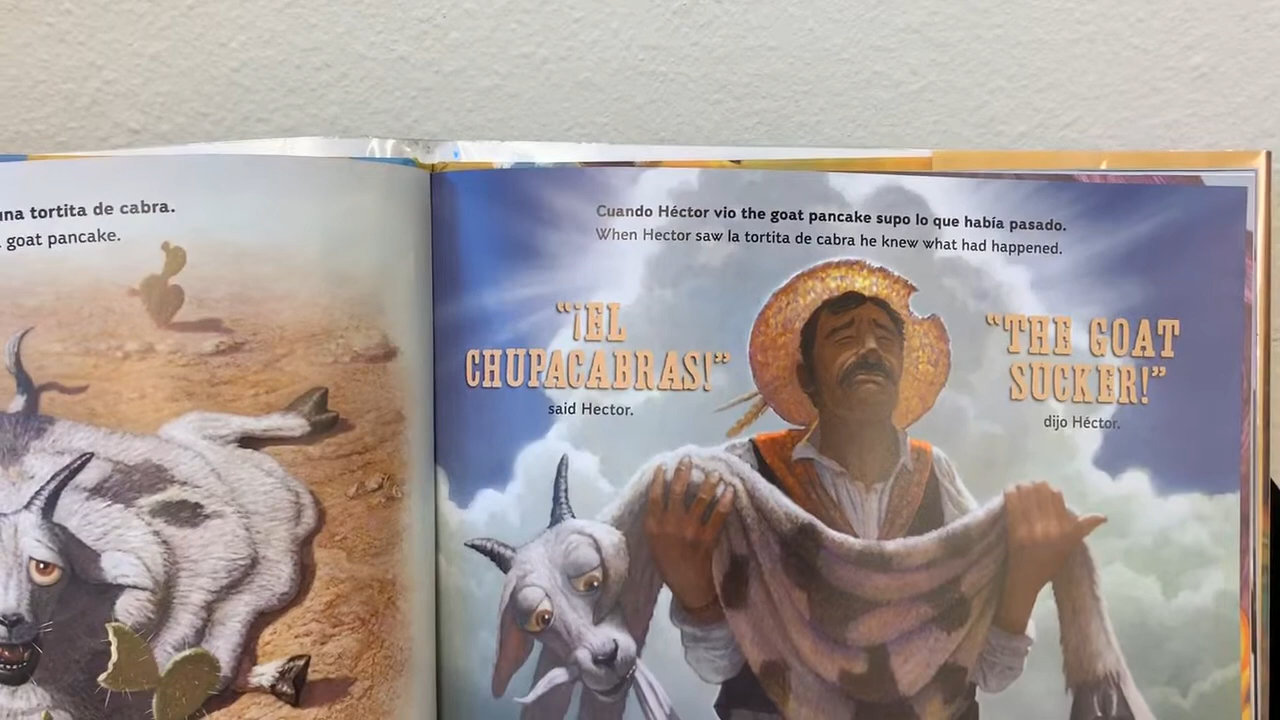 una tortita de cabra.
goat pancake.
Cuando Héctor vio the goat pancake supo lo que había pasado.
When Hector saw la tortita de cabra he knew what had happened.
“¡EL
CHUPACABRAS!”
said Hector.
“THE GOAT
SUCKER!”
dijo Héctor.